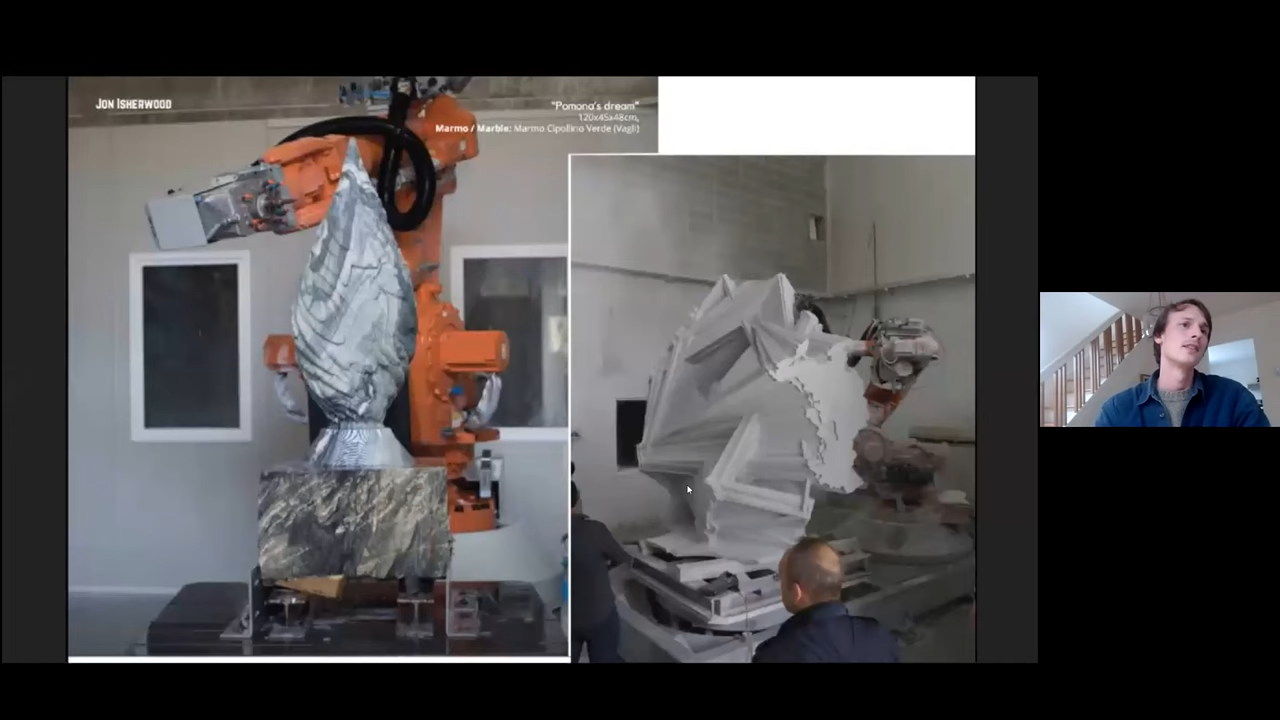 JON ISHERWOOD
"Pomona's dream"
120x45x48cm,
Marmo / Marble: Marmo Cipollino Verde (Vagli)